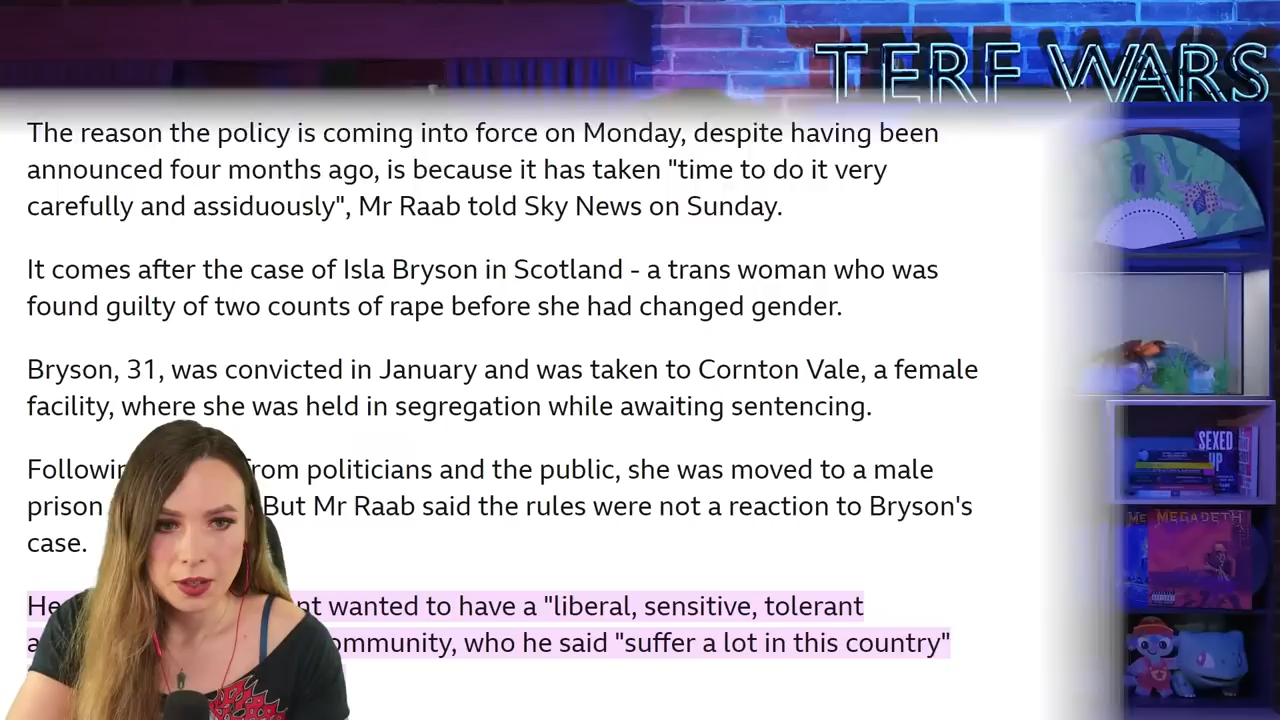 TERF WARS
The reason the policy is coming into force on Monday, despite having been
announced four months ago, is because it has taken "time to do it very
carefully and assiduously", Mr Raab told Sky News on Sunday.
It comes after the case of Isla Bryson in Scotland - a trans woman who was
found guilty of two counts of rape before she had changed gender.
Bryson, 31, was convicted in January and was taken to Cornton Vale, a female
facility, where she was held in segregation while awaiting sentencing.
from politicians and the public, she was moved to a male
prison But Mr Raab said the rules were not a reaction to Bryson's
case.
He wanted to have a "liberal, sensitive, tolerant
who he said "suffer a lot in this country"
SEXED
UP
MEGADETH